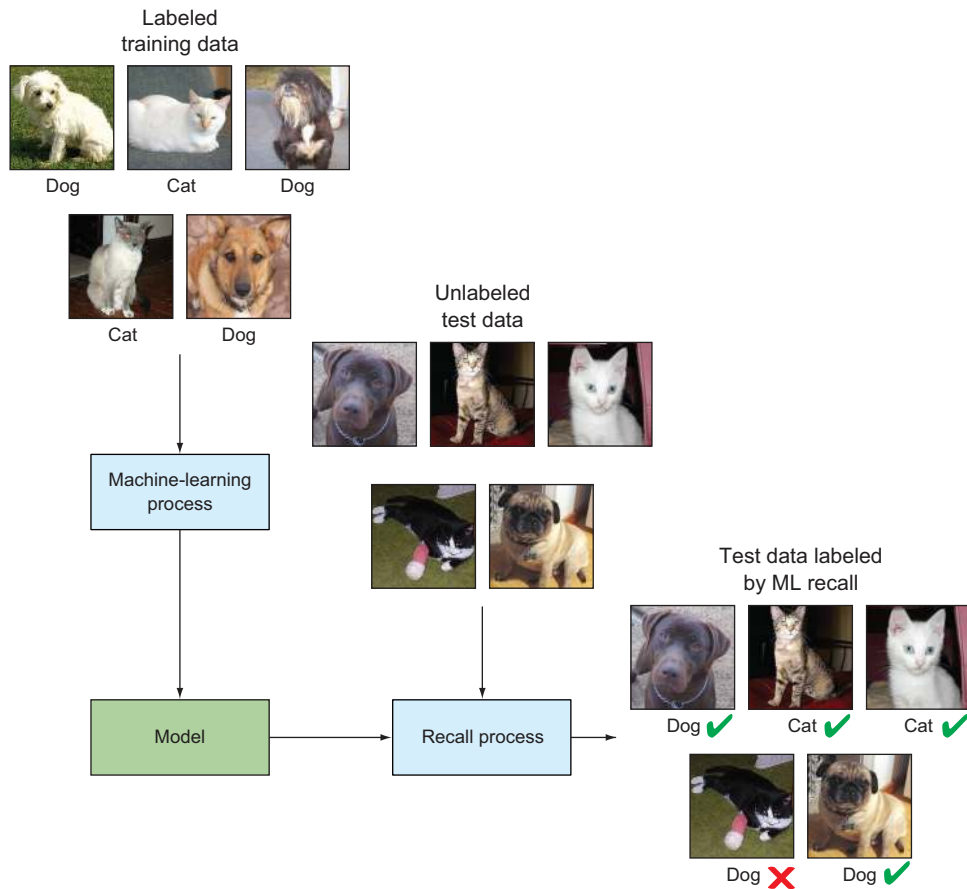 Labeled
training data
Dog
Cat
Dog
Cat
Dog
Unlabeled
test data
Machine-learning
process
Test data labeled
by ML recall
Model
Recall process
Dog
Cat
Cat
Dog
Dog